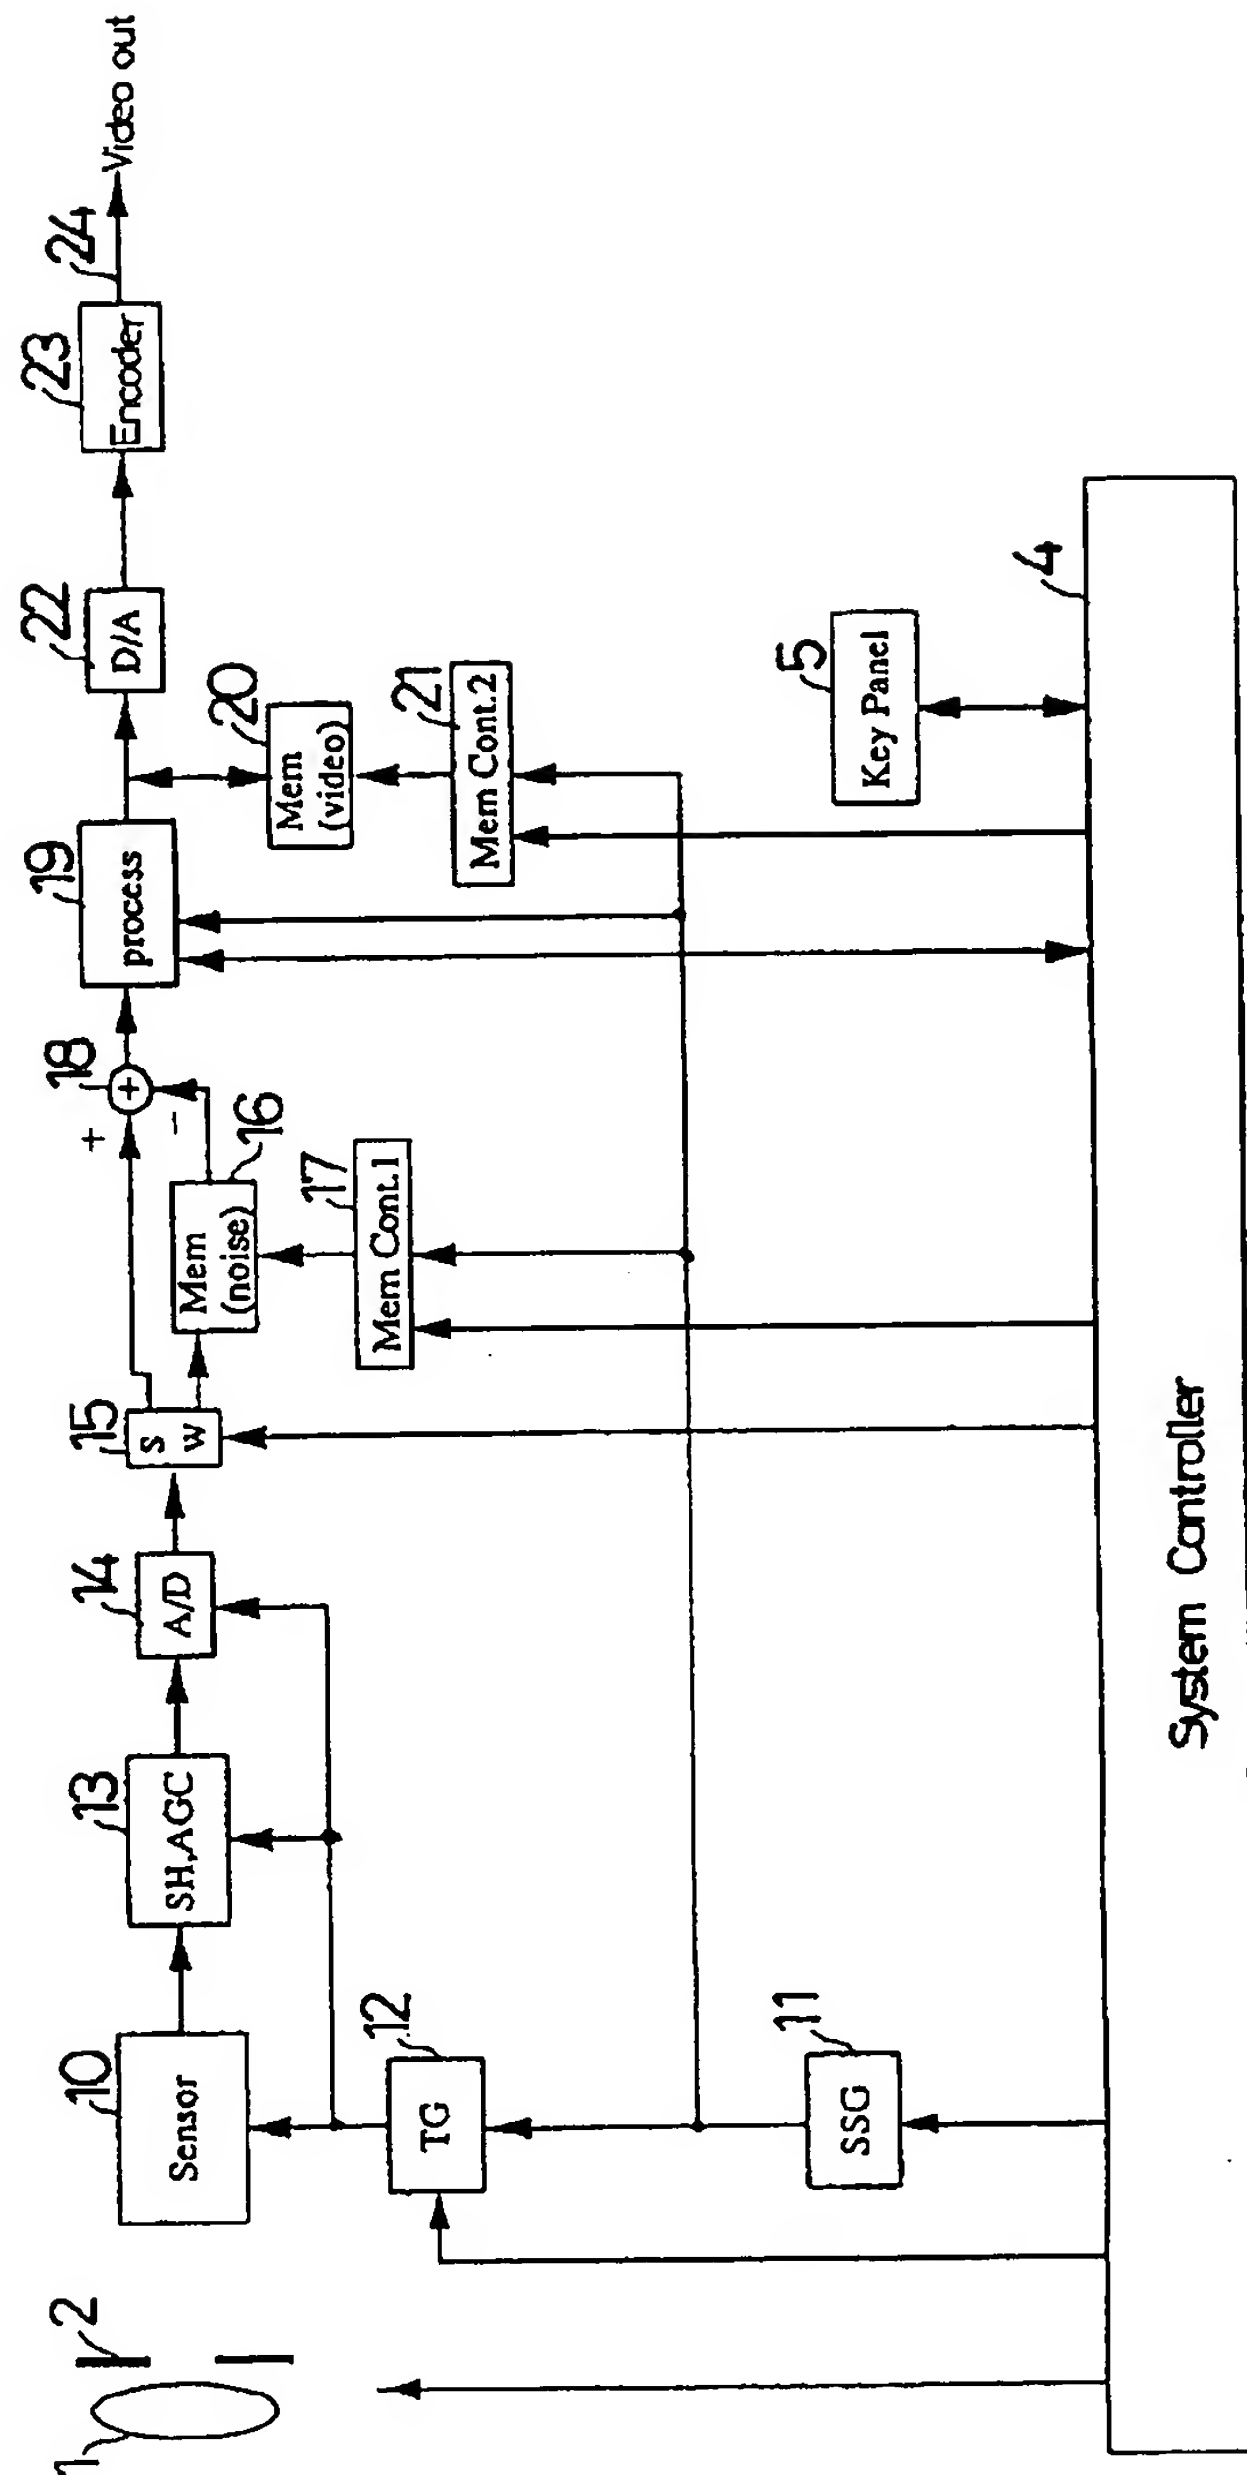 1
2
10
Sensor
13
SH,AGC
14
A/D
15
S
W
+
−
18
+
19
process
22
D/A
23
Encoder
24
Video out
16
Mem
(noise)
20
Mem
(video)
12
TG
17
Mem Cont.1
21
Mem Cont.2
11
SSG
5
Key Panel
4
System Controller